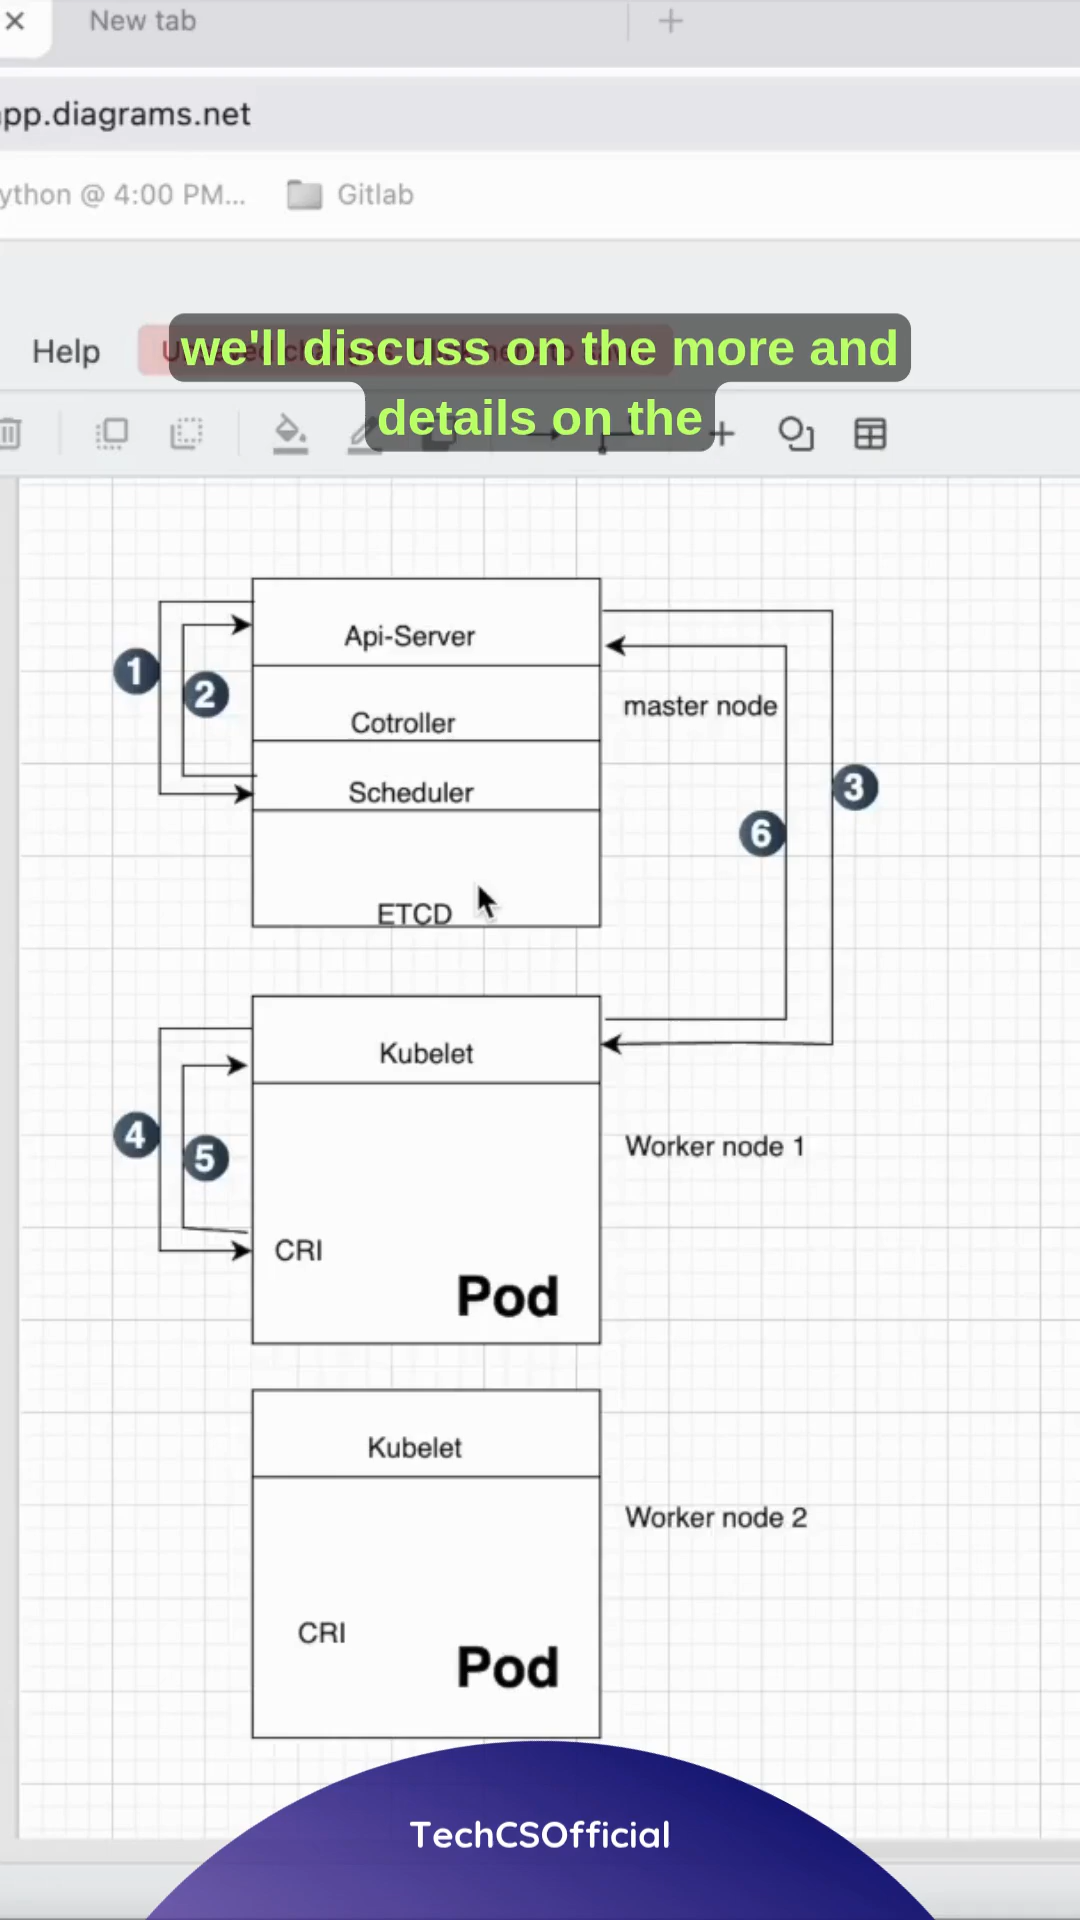 New tab
app.diagrams.net
ython @ 4:00 PM...
Gitlab
Help
we'll discuss on the more and
details on the
Api-Server
1
2
master node
Cotroller
Scheduler
3
6
ETCD
Kubelet
4
5
Worker node 1
CRI
Pod
Kubelet
Worker node 2
CRI
Pod
TechCSOfficial